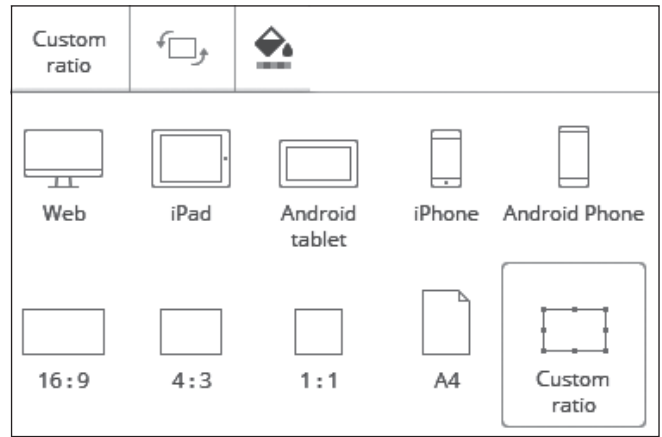 Custom
ratio
Web
iPad
Android
tablet
iPhone
Android Phone
16:9
4:3
1:1
A4
Custom
ratio